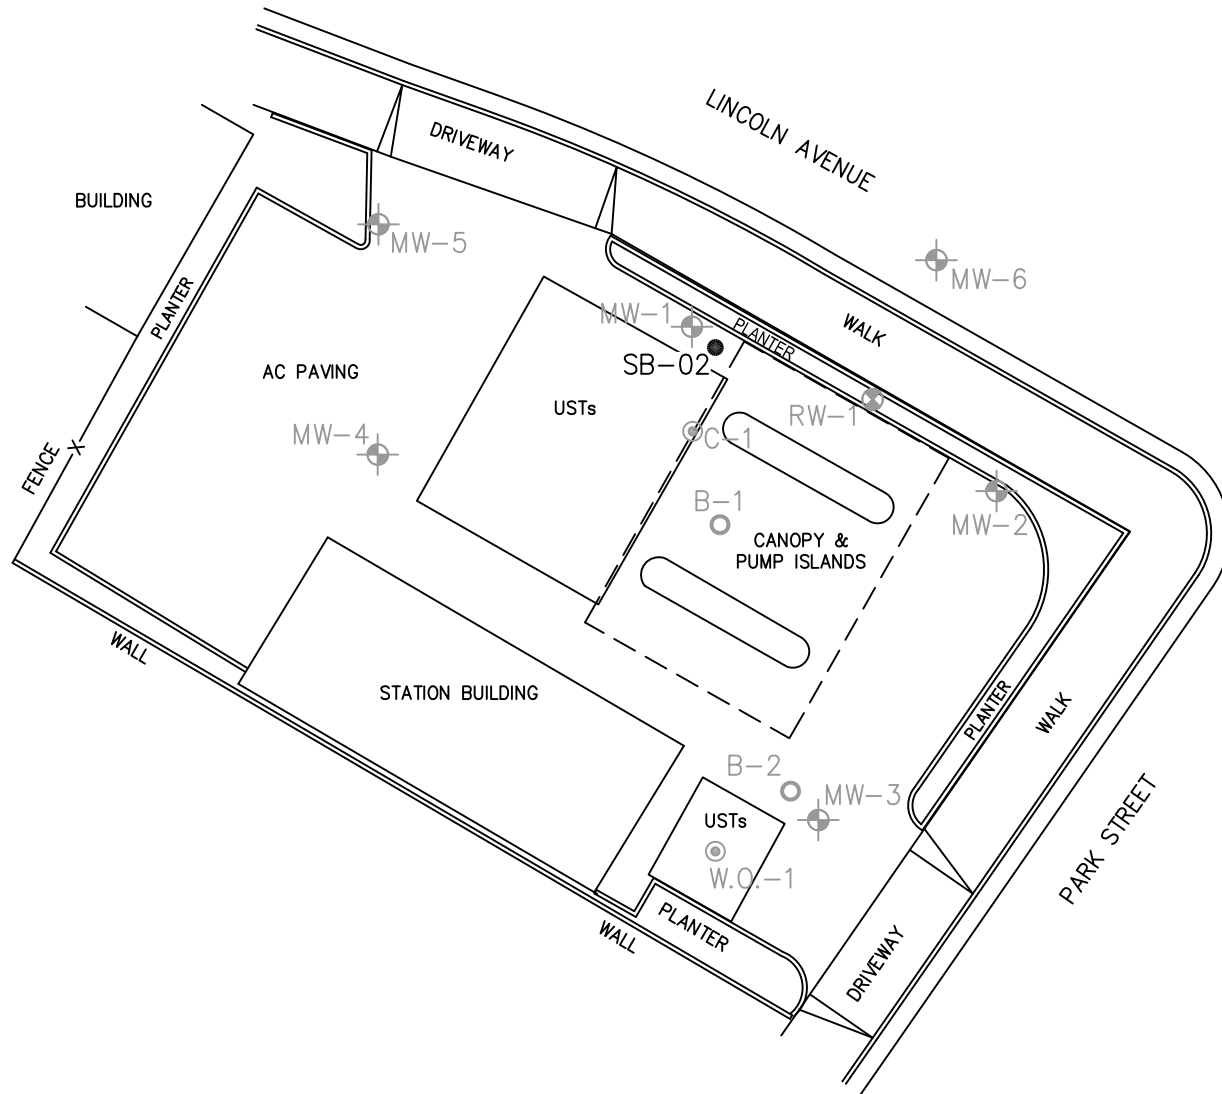 LINCOLN AVENUE
DRIVEWAY
BUILDING
MW-5
MW-6
PLANTER
MW-1
PLANTER
WALK
SB-02
AC PAVING
USTs
RW-1
MW-4
C-1
FENCE X
B-1
MW-2
CANOPY &
PUMP ISLANDS
WALL
STATION BUILDING
PLANTER
WALK
B-2
MW-3
USTs
PARK STREET
W.O.-1
PLANTER
WALL
DRIVEWAY